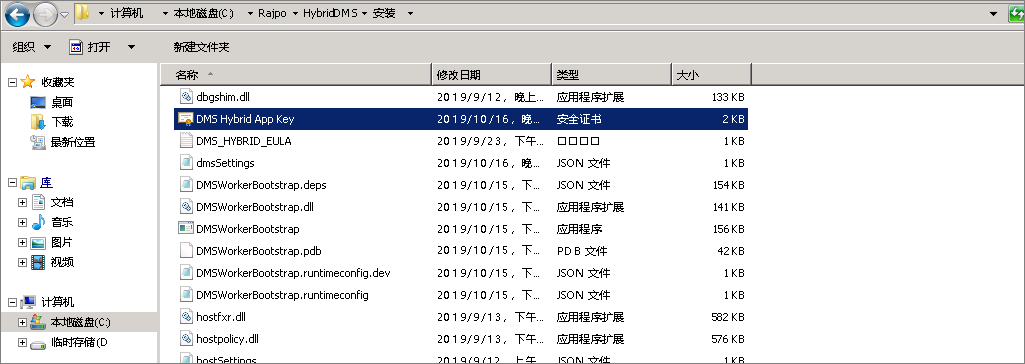 计算机 本地磁盘(C:) Rajpo HybridDMS 安装
组织 打开 新建文件夹
名称 修改日期 类型 大小
收藏夹
桌面
下载
最新位置
库
文档
音乐
图片
视频
计算机
本地磁盘(C:)
临时存储(D
dbgshim.dll 2019/9/12, 晚上... 应用程序扩展 133 KB
DMS Hybrid App Key 2019/10/16, 晚... 安全证书 2 KB
DMS_HYBRID_EULA 2019/9/23, 下午... □□□□ 1 KB
dmsSettings 2019/10/16, 晚... JSON 文件 1 KB
DMSWorkerBootstrap.deps 2019/10/15, 下... JSON 文件 154 KB
DMSWorkerBootstrap.dll 2019/10/15, 下... 应用程序扩展 141 KB
DMSWorkerBootstrap 2019/10/15, 下... 应用程序 156 KB
DMSWorkerBootstrap.pdb 2019/10/15, 下... PDB 文件 42 KB
DMSWorkerBootstrap.runtimeconfig.dev 2019/10/15, 下... JSON 文件 1 KB
DMSWorkerBootstrap.runtimeconfig 2019/10/15, 下... JSON 文件 1 KB
hostfxr.dll 2019/9/13, 下午... 应用程序扩展 582 KB
hostpolicy.dll 2019/9/13, 下午... 应用程序扩展 576 KB
hostSettings 2019/9/12, 上午... JSON 文件 1 KB